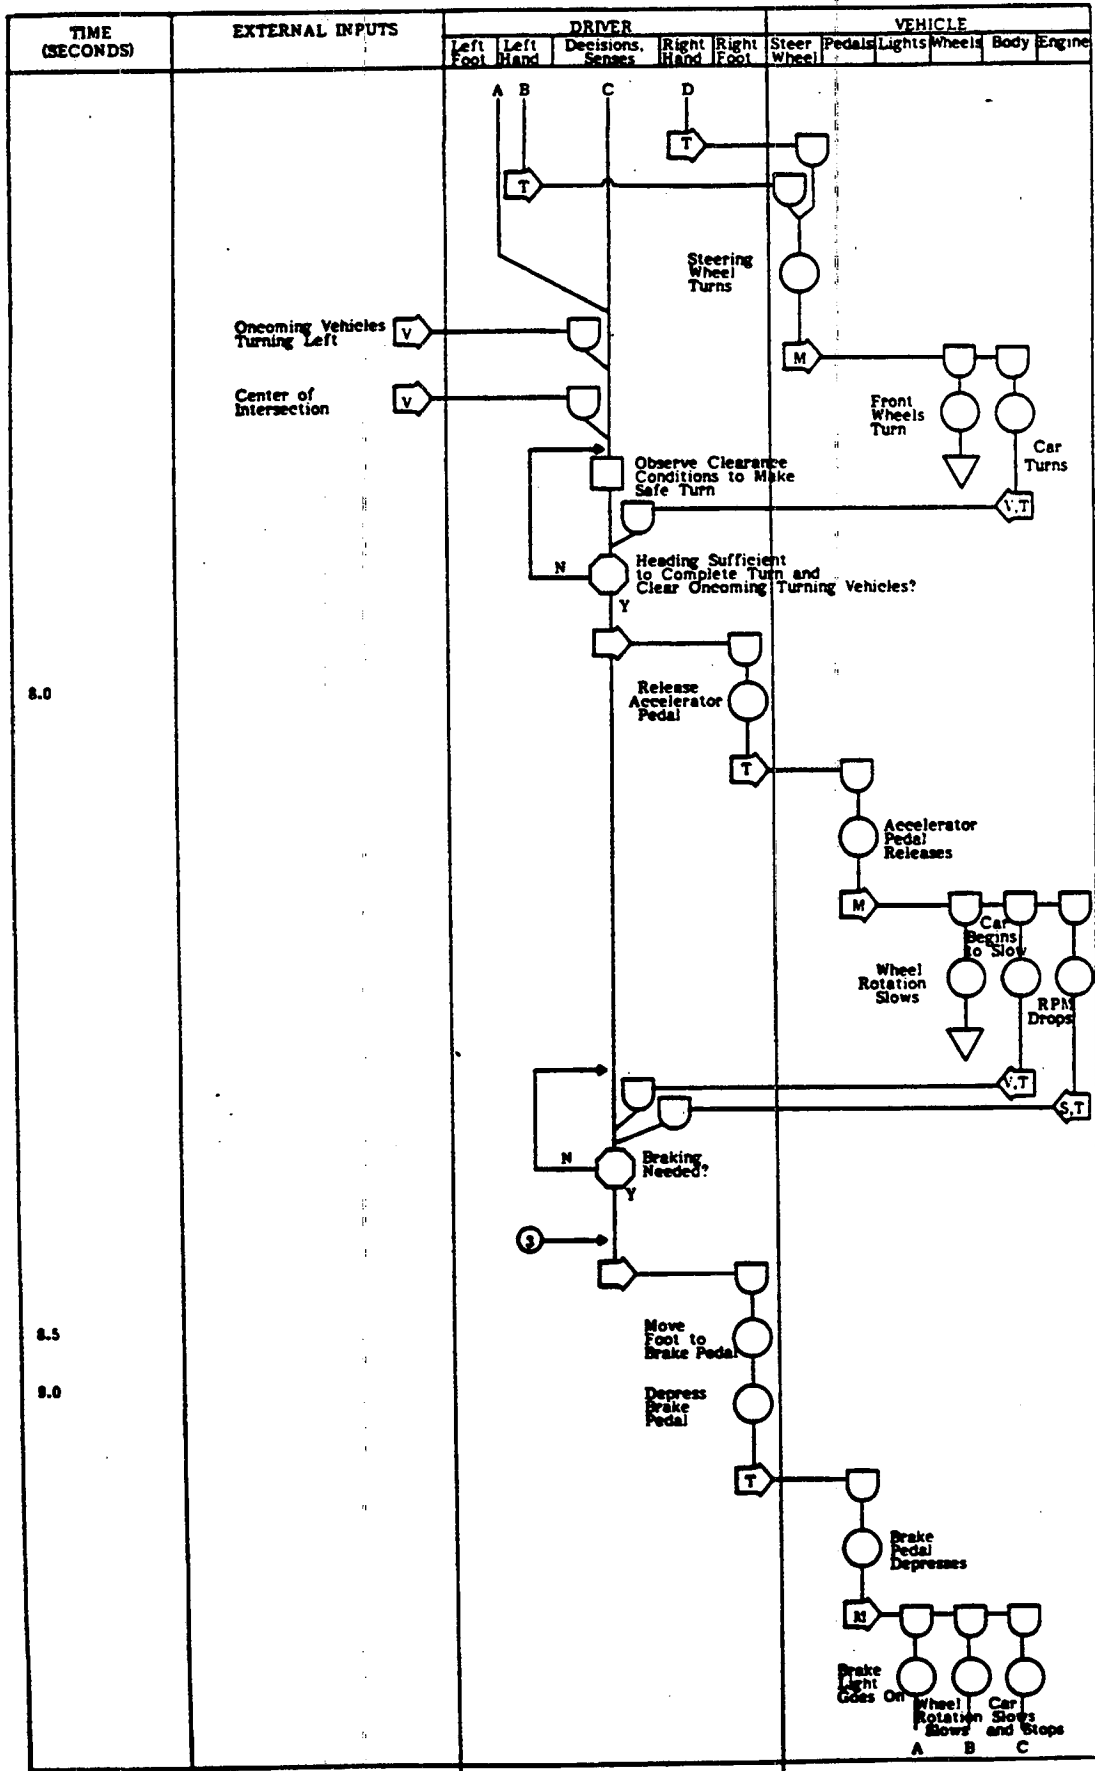 TIME
(SECONDS)
EXTERNAL INPUTS
DRIVER
VEHICLE
Left
Foot
Left
Hand
Decisions,
Senses
Right
Hand
Right
Foot
Steer
Wheel
Pedals
Lights
Wheels
Body
Engine
A B C D
T
T
Steering
Wheel
Turns
Oncoming Vehicles
Turning Left
V
M
Center of
Intersection
V
Front
Wheels
Turn
Car
Turns
Observe Clearance
Conditions to Make
Safe Turn
V,T
N
Heading Sufficient
to Complete Turn and
Clear Oncoming Turning Vehicles?
Y
8.0
Release
Accelerator
Pedal
T
Accelerator
Pedal
Releases
M
Car
Begins
to Slow
Wheel
Rotation
Slows
RPM
Drops
V,T
S,T
N
Braking
Needed?
Y
3
8.5
Move
Foot to
Brake Pedal
9.0
Depress
Brake
Pedal
T
Brake
Pedal
Depresses
M
Brake
Light
Goes On
Wheel
Rotation
Slows
Car
Slows
and Stops
A B C